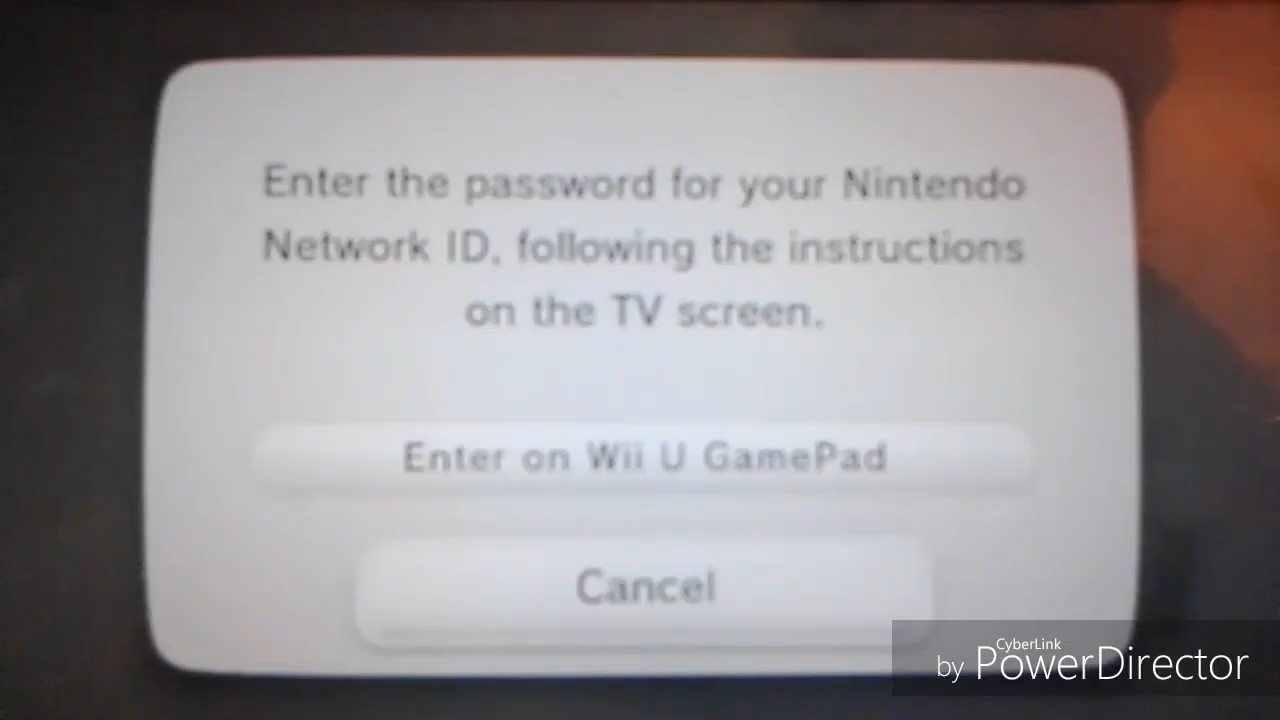 Enter the password for your Nintendo
Network ID, following the instructions
on the TV screen.
Enter on Wii U GamePad
Cancel
CyberLink
by PowerDirector